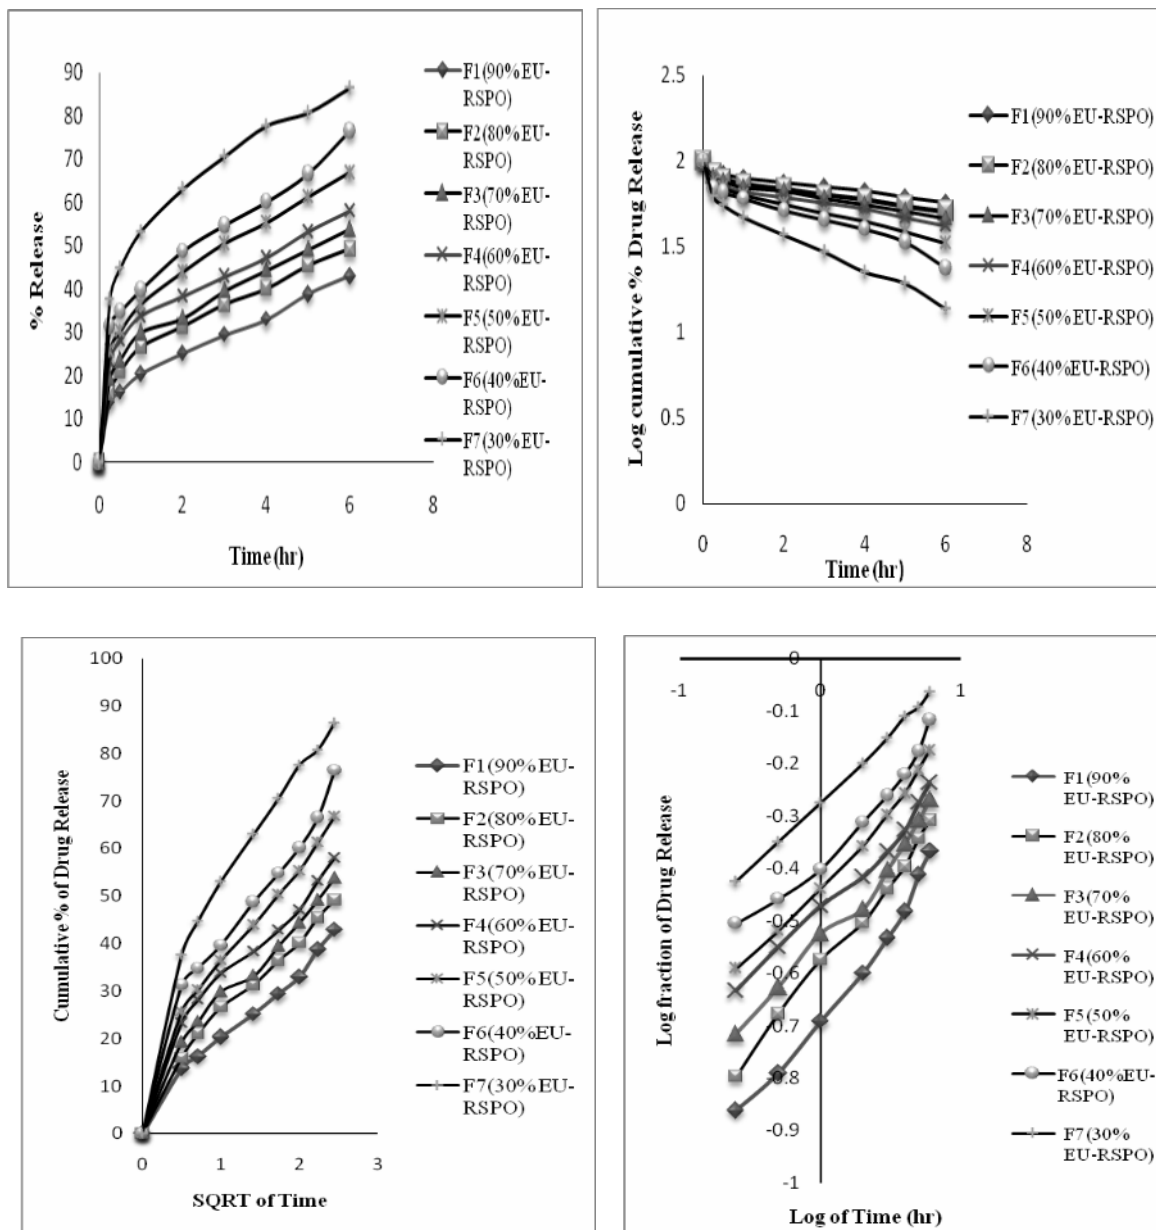 90
80
70
60
50
40
30
20
10
0
0
2
4
6
8
% Release
Time (hr)
F1(90%EU-
RSPO)
F2(80%EU-
RSPO)
F3(70%EU-
RSPO)
F4(60%EU-
RSPO)
F5(50%EU-
RSPO)
F6(40%EU-
RSPO)
F7(30%EU-
RSPO)
2.5
2
1.5
1
0.5
0
0
2
4
6
8
Log cumulative % Drug Release
Time (hr)
F1(90%EU-RSPO)
F2(80%EU-RSPO)
F3(70%EU-RSPO)
F4(60%EU-RSPO)
F5(50%EU-RSPO)
F6(40%EU-RSPO)
F7(30%EU-RSPO)
100
90
80
70
60
50
40
30
20
10
0
0
1
2
3
Cumulative % of Drug Release
SQRT of Time
F1(90%EU-
RSPO)
F2(80%EU-
RSPO)
F3(70%EU-
RSPO)
F4(60%EU-
RSPO)
F5(50%EU-
RSPO)
F6(40%EU-
RSPO)
F7(30%EU-
RSPO)
0
-1
0
1
-0.1
-0.2
-0.3
-0.4
-0.5
-0.6
-0.7
-0.8
-0.9
-1
Log fraction of Drug Release
Log of Time (hr)
F1(90%
EU-RSPO)
F2(80%
EU-RSPO)
F3(70%
EU-RSPO)
F4(60%
EU-RSPO)
F5(50%
EU-RSPO)
F6(40%EU-
RSPO)
F7(30%
EU-RSPO)